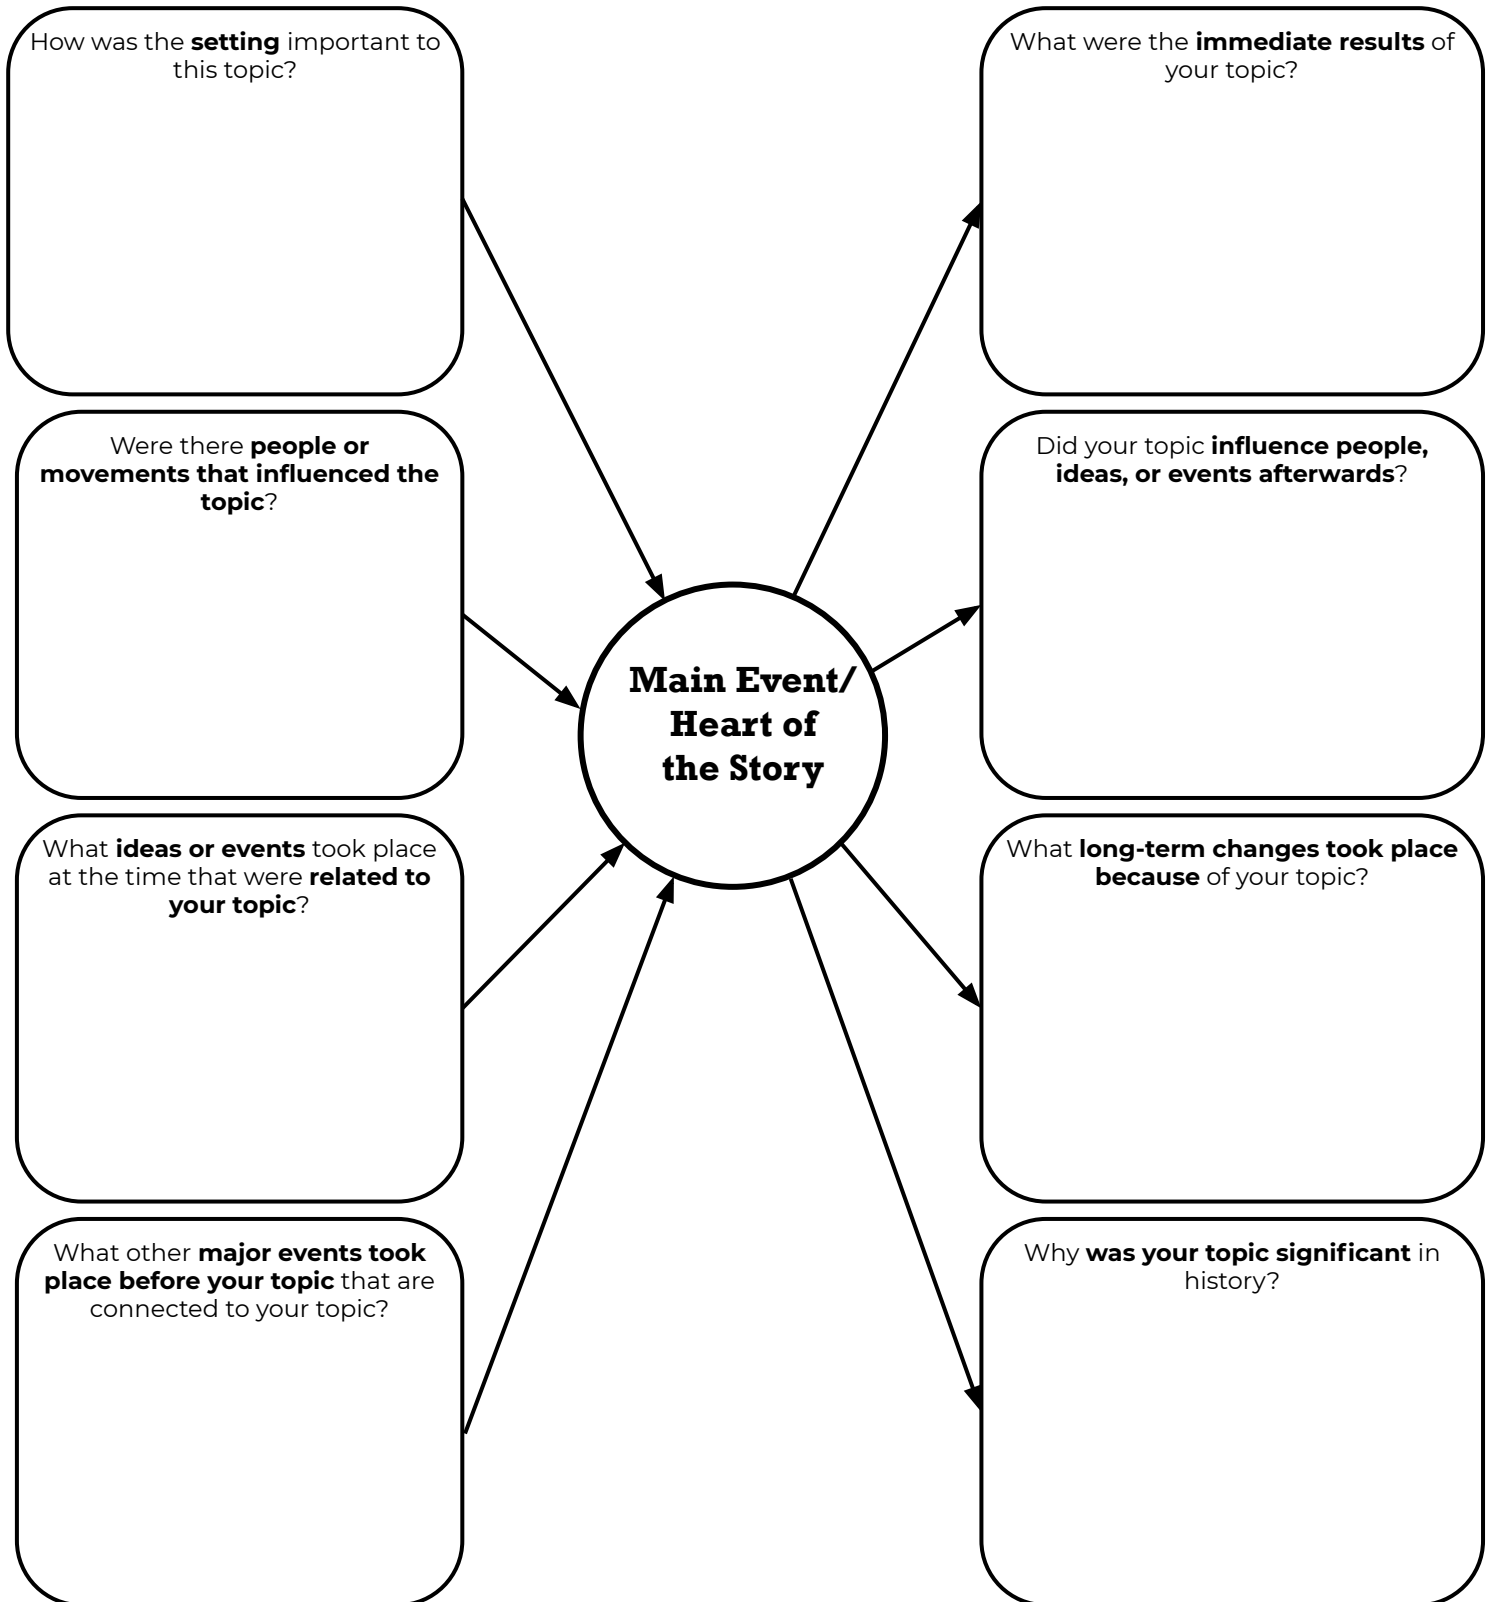 How was the setting important to
this topic?
Were there people or
movements that influenced the
topic?
What ideas or events took place
at the time that were related to
your topic?
What other major events took
place before your topic that are
connected to your topic?
Main Event/
Heart of
the Story
What were the immediate results of
your topic?
Did your topic influence people,
ideas, or events afterwards?
What long-term changes took place
because of your topic?
Why was your topic significant in
history?